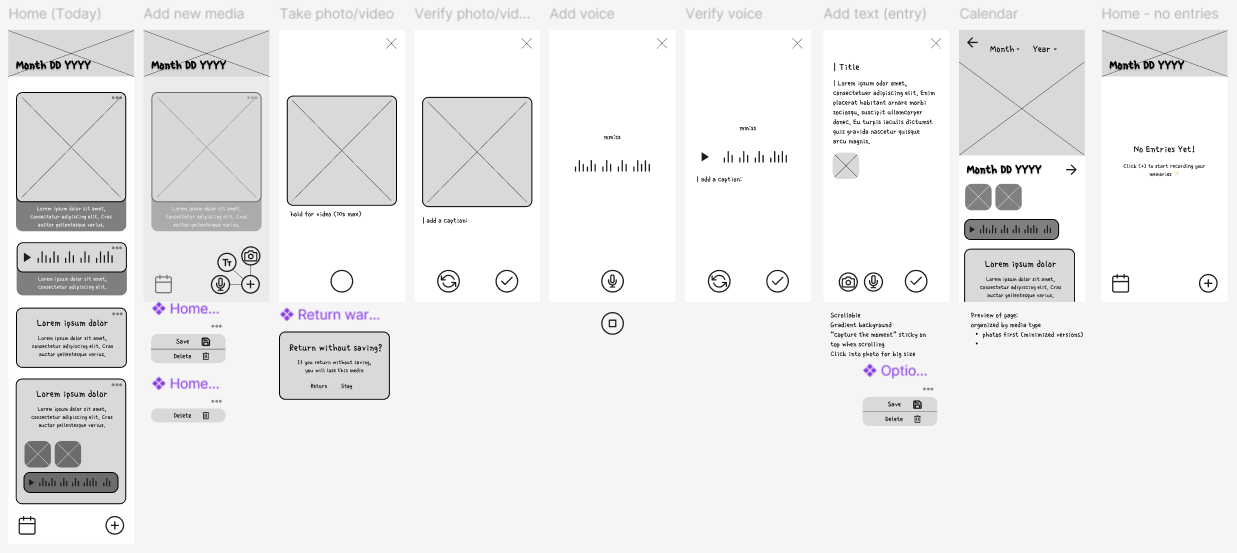 Home (Today)
Month DD YYYY
Lorem ipsum dolor sit amet,
consectetur adipiscing elit. Cras
auctor pellentesque varius.
Lorem ipsum dolor sit amet,
consectetur adipiscing elit.
Lorem ipsum dolor
Lorem ipsum dolor sit amet,
consectetur adipiscing elit. Cras
auctor pellentesque varius.
Lorem ipsum dolor
Lorem ipsum dolor sit amet,
consectetur adipiscing elit. Cras
auctor pellentesque varius.
Add new media
Month DD YYYY
Lorem ipsum dolor sit amet,
consectetur adipiscing elit. Cras
auctor pellentesque varius.
TT
Home...
Save
Delete
Home...
Delete
Take photo/video
hold for video (10s max)
Return war...
Return without saving?
If you return without saving,
you will lose this media
Return Stay
Verify photo/vid...
| add a caption:
Add voice
mm:ss
Verify voice
mm:ss
| add a caption:
Add text (entry)
| Title
| Lorem ipsum odor amet,
consectetuer adipiscing elit. Enim
placerat habitant ornare morbi
sociosqu, suscipit ullamcorper
donec. Eu turpis iaculis dictumst
quis gravida nascetur quisque
arcu magnis.
Scrollable
Gradient background
"Capture the moment" sticky on
top when scrolling
Click into photo for big size
Optio...
Save
Delete
Calendar
Month Year
Month DD YYYY
Lorem ipsum dolor
Lorem ipsum dolor sit amet,
consectetur adipiscing elit. Cras
auctor pellentesque varius.
Preview of page:
organized by media type
• photos first (minimized versions)
•
Home - no entries
Month DD YYYY
No Entries Yet!
Click (+) to start recording your
memories ✨